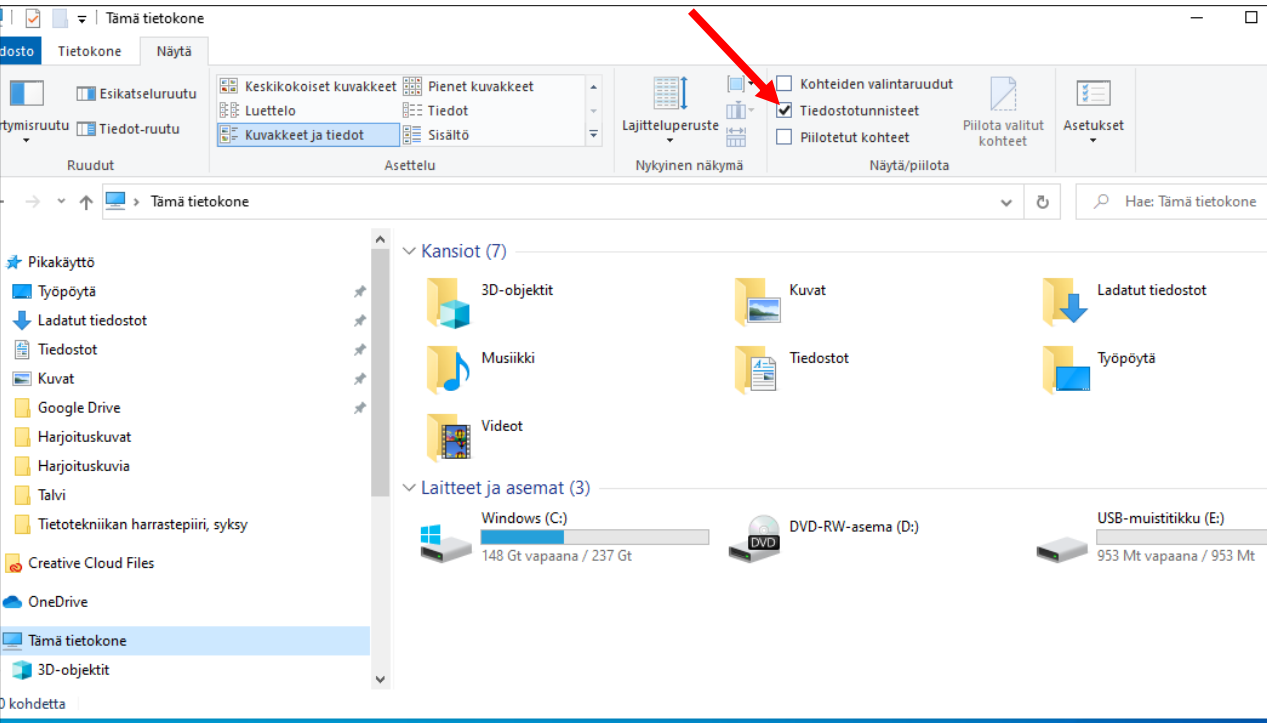 Tämä tietokone
dosto Tietokone Näytä
Esikatseluruutu
rtymisruutu Tiedot-ruutu
Ruudut
Keskikokoiset kuvakkeet Pienet kuvakkeet
Luettelo Tiedot
Kuvakkeet ja tiedot Sisältö
Asettelu
Lajitteluperuste
Nykyinen näkymä
Kohteiden valintaruudut
Tiedostotunnisteet
Piilotetut kohteet
Piilota valitut
kohteet
Näytä/piilota
Asetukset
Tämä tietokone
Hae: Tämä tietokone
Pikakäyttö
Työpöytä
Ladatut tiedostot
Tiedostot
Kuvat
Google Drive
Harjoituskuvat
Harjoituskuvia
Talvi
Tietotekniikan harrastepiiri, syksy
Creative Cloud Files
OneDrive
Tämä tietokone
3D-objektit
Kansiot (7)
3D-objektit Kuvat Ladatut tiedostot
Musiikki Tiedostot Työpöytä
Videot
Laitteet ja asemat (3)
Windows (C:)
148 Gt vapaana / 237 Gt
DVD-RW-asema (D:)
DVD
USB-muistitikku (E:)
953 Mt vapaana / 953 Mt
0 kohdetta